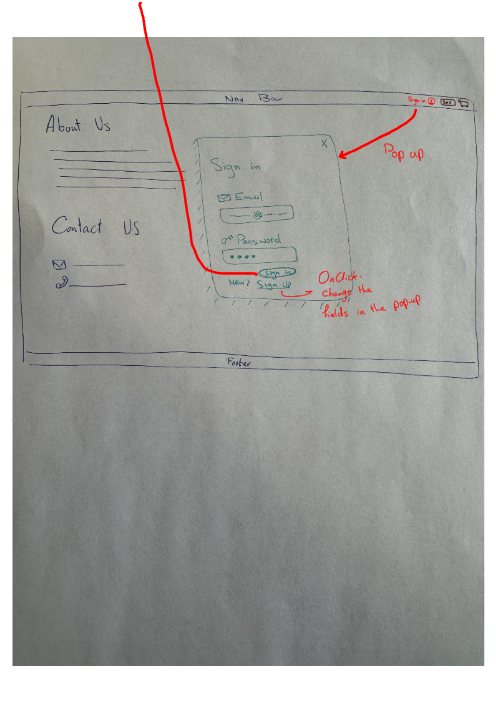 Nav Bar
Sign in
About Us
X
Pop up
Sign in
Email
@
Password
Contact US
Sign In
New? Sign Up
OnClick.
change the
fields in the popup
Footer